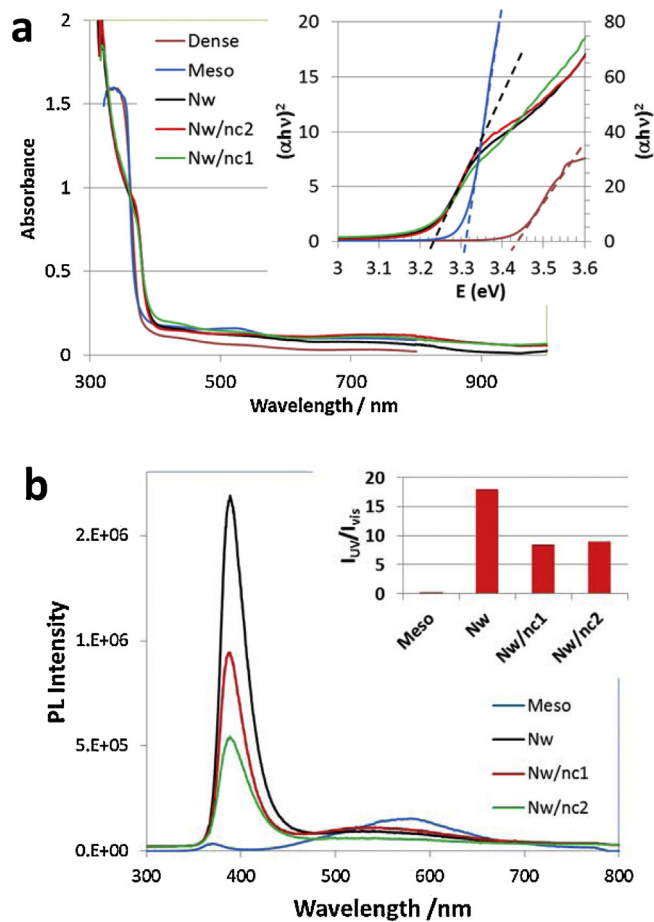 a
2
1.5
1
0.5
0
Absorbance
300
500
700
900
Wavelength / nm
Dense
Meso
Nw
Nw/nc2
Nw/nc1
(αhν)²
20
15
10
5
0
3
3.1
3.2
3.3
3.4
3.5
3.6
E (eV)
80
60
40
20
0
(αhν)²
b
2.E+06
1.E+06
5.E+05
0.E+00
PL Intensity
300
400
500
600
700
800
Wavelength /nm
20
15
10
5
0
I_UV/I_vis
Meso
Nw
Nw/nc1
Nw/nc2
Meso
Nw
Nw/nc1
Nw/nc2